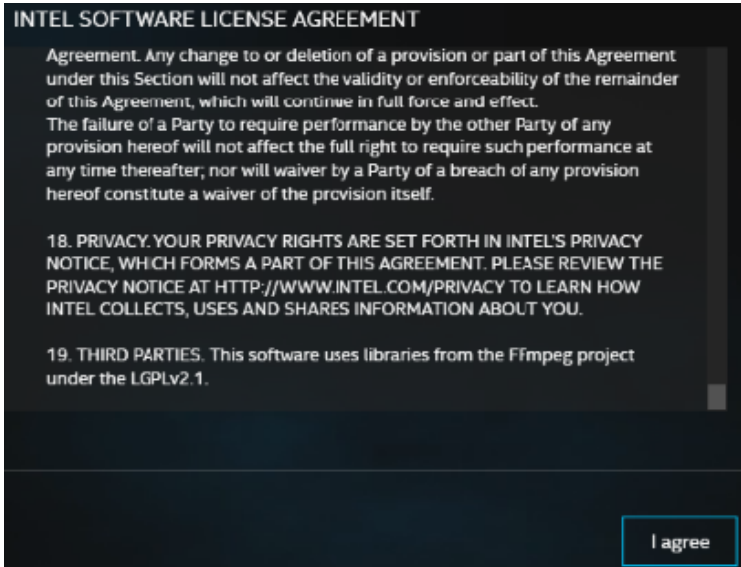 INTEL SOFTWARE LICENSE AGREEMENT
Agreement. Any change to or deletion of a provision or part of this Agreement
under this Section will not affect the validity or enforceability of the remainder
of this Agreement, which will continue in full force and effect.
The failure of a Party to require performance by the other Party of any
provision hereof will not affect the full right to require such performance at
any time thereafter; nor will waiver by a Party of a breach of any provision
hereof constitute a waiver of the provision itself.
18. PRIVACY. YOUR PRIVACY RIGHTS ARE SET FORTH IN INTEL'S PRIVACY
NOTICE, WHICH FORMS A PART OF THIS AGREEMENT. PLEASE REVIEW THE
PRIVACY NOTICE AT HTTP://WWW.INTEL.COM/PRIVACY TO LEARN HOW
INTEL COLLECTS, USES AND SHARES INFORMATION ABOUT YOU.
19. THIRD PARTIES. This software uses libraries from the FFmpeg project
under the LGPLv2.1.
I agree